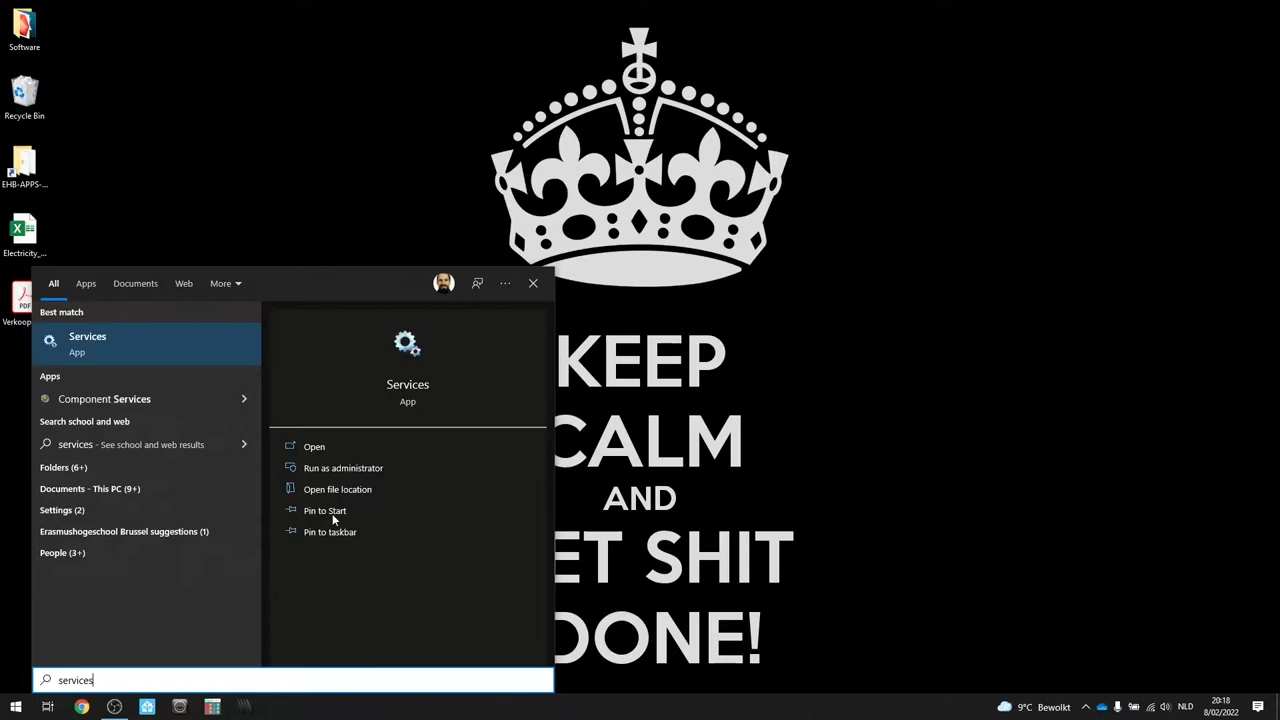 Software
Recycle Bin
EHB-APPS-...
Electricity_...
PDF
Verkoop
All
Apps
Documents
Web
More
Best match
Services
App
Apps
Component Services
Search school and web
services - See school and web results
Folders (6+)
Documents - This PC (9+)
Settings (2)
Erasmushogeschool Brussel suggestions (1)
People (3+)
Services
App
Open
Run as administrator
Open file location
Pin to Start
Pin to taskbar
services
KEEP
CALM
AND
ET SHIT
DONE!
9°C Bewolkt
NLD
20:18
8/02/2022